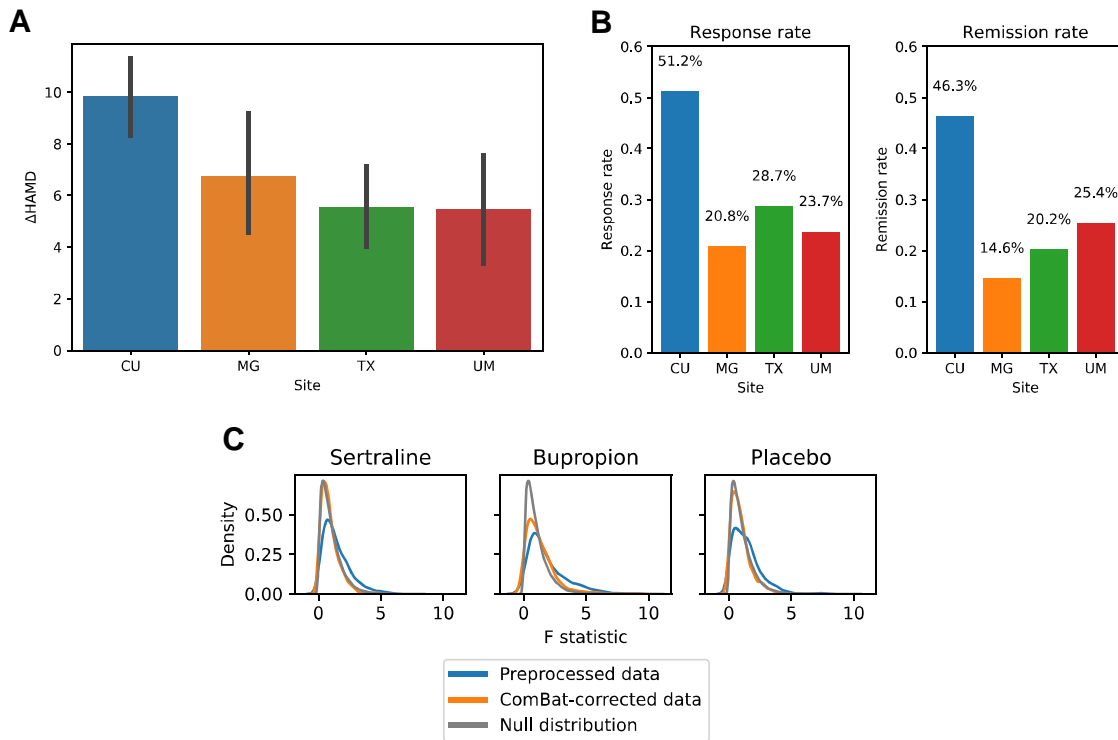 A
ΔHAMD
10
8
6
4
2
0
CU MG TX UM
Site
B
Response rate
Response rate
0.6
0.5
0.4
0.3
0.2
0.1
0.0
51.2%
20.8%
28.7%
23.7%
CU MG TX UM
Site
Remission rate
Remission rate
0.6
0.5
0.4
0.3
0.2
0.1
0.0
46.3%
14.6%
20.2%
25.4%
CU MG TX UM
Site
C
Sertraline Bupropion Placebo
Density
0.50
0.25
0.00
0 5 10 0 5 10 0 5 10
F statistic
Preprocessed data
ComBat-corrected data
Null distribution